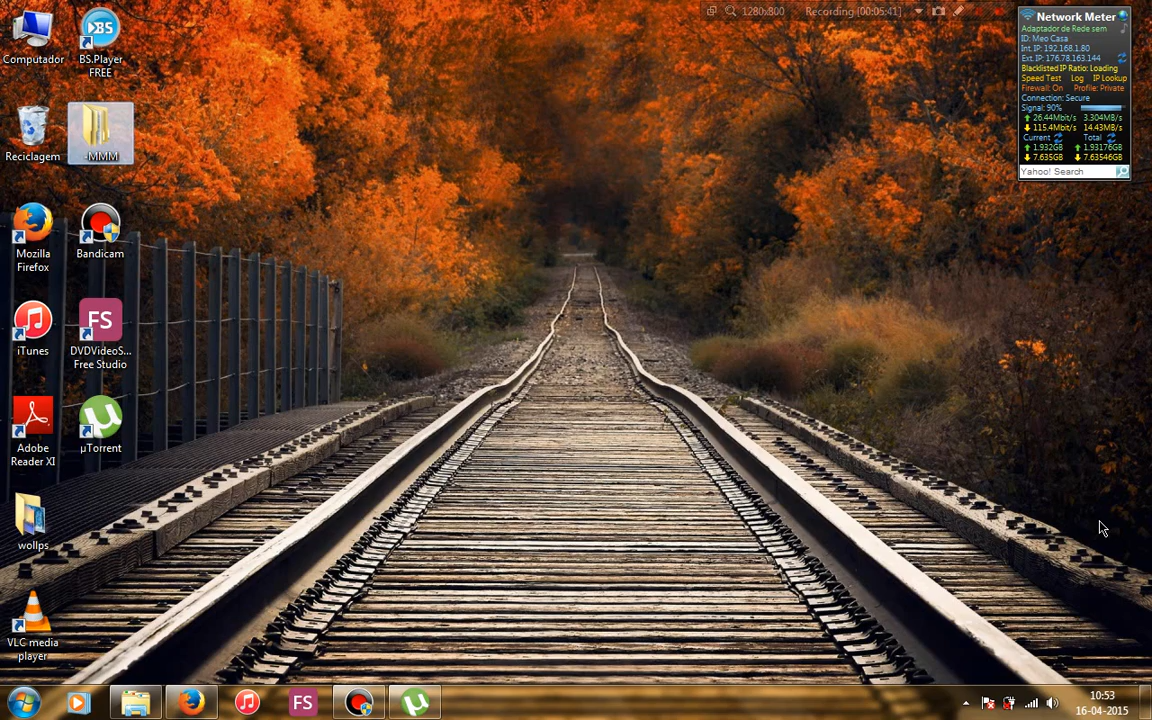 1280x800
Recording [00:05:41]
Computador
BS.Player
FREE
Reciclagem
-MMM
Mozilla
Firefox
Bandicam
iTunes
FS
DVDVideoS...
Free Studio
Adobe
Reader XI
µTorrent
wollps
VLC media
player
Network Meter
Adaptador de Rede sem
ID: Meo Casa
Int. IP: 192.168.1.80
Ext. IP: 176.78.163.144
Blacklisted IP Ratio: Loading
Speed Test Log IP Lookup
Firewall: On Profile: Private
Connection: Secure
Signal: 90%
26.44Mbit/s 3.304MB/s
115.4Mbit/s 14.43MB/s
Current Total
1.932GB 1.93176GB
7.635GB 7.63546GB
Yahoo! Search
FS
10:53
16-04-2015